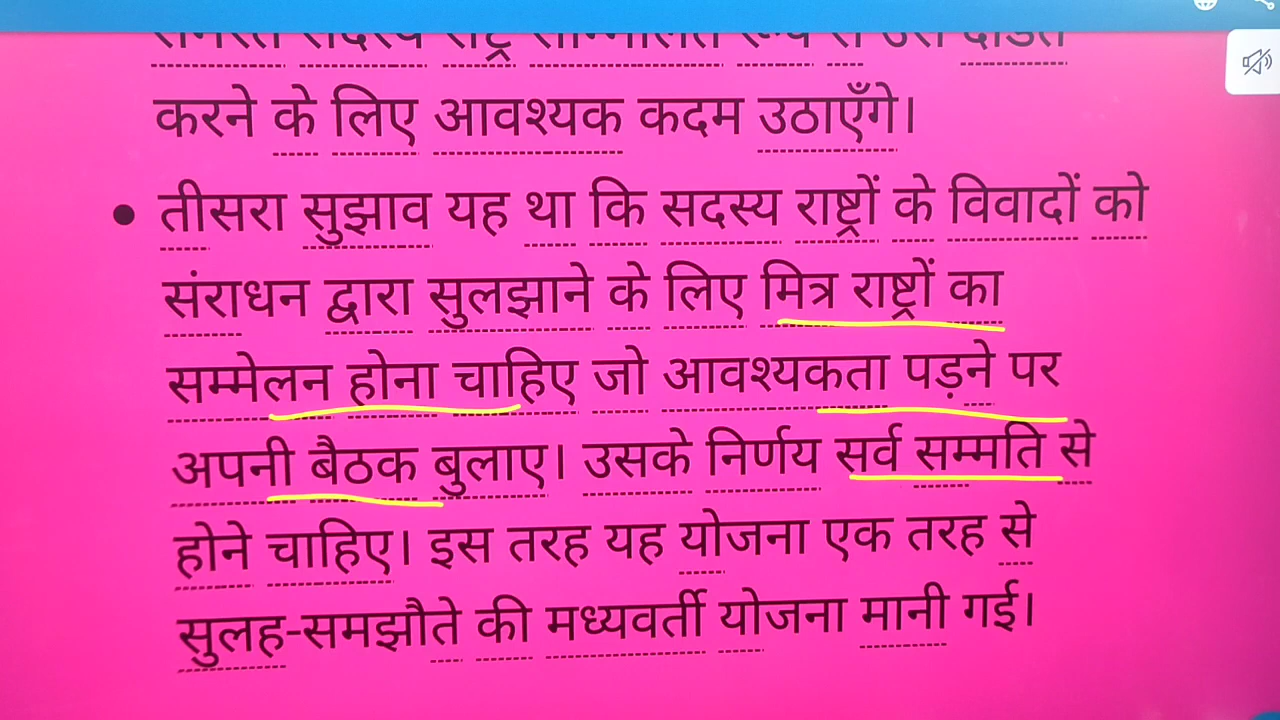 करने के लिए आवश्यक कदम उठाएँगे।
• तीसरा सुझाव यह था कि सदस्य राष्ट्रों के विवादों को
संराधन द्वारा सुलझाने के लिए मित्र राष्ट्रों का
सम्मेलन होना चाहिए जो आवश्यकता पड़ने पर
अपनी बैठक बुलाए। उसके निर्णय सर्व सम्मति से
होने चाहिए। इस तरह यह योजना एक तरह से
सुलह-समझौते की मध्यवर्ती योजना मानी गई।